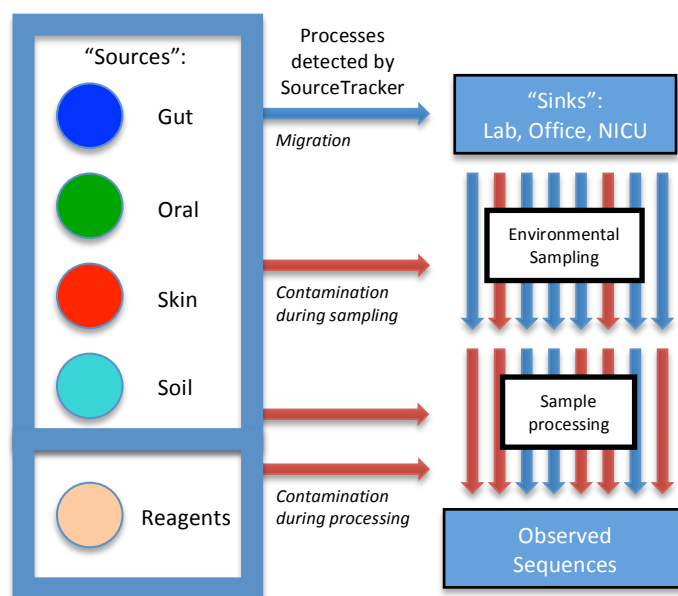 “Sources”:
Gut
Oral
Skin
Soil
Reagents
Processes
detected by
SourceTracker
Migration
Contamination
during sampling
Contamination
during processing
“Sinks”:
Lab, Office, NICU
Environmental
Sampling
Sample
processing
Observed
Sequences